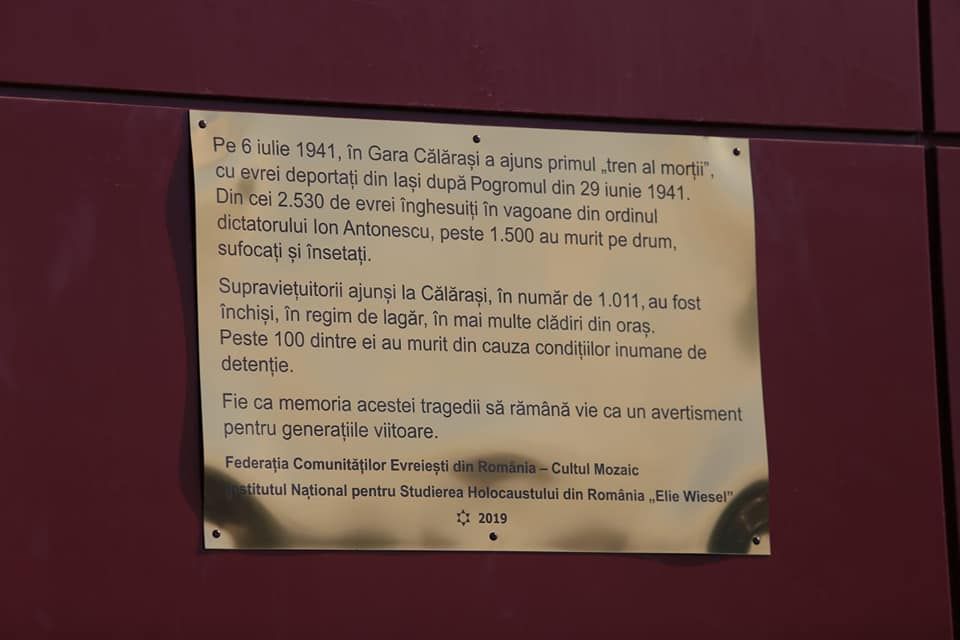 Pe 6 iulie 1941, în Gara Călărași a ajuns primul „tren al morții”,
cu evrei deportați din Iași după Pogromul din 29 iunie 1941.
Din cei 2.530 de evrei înghesuiți în vagoane din ordinul
dictatorului Ion Antonescu, peste 1.500 au murit pe drum,
sufocați și însetați.
Supraviețuitorii ajunși la Călărași, în număr de 1.011, au fost
închiși, în regim de lagăr, în mai multe clădiri din oraș.
Peste 100 dintre ei au murit din cauza condițiilor inumane de
detenție.
Fie ca memoria acestei tragedii să rămână vie ca un avertisment
pentru generațiile viitoare.
Federația Comunităților Evreiești din România – Cultul Mozaic
Institutul Național pentru Studierea Holocaustului din România „Elie Wiesel”
✡ 2019